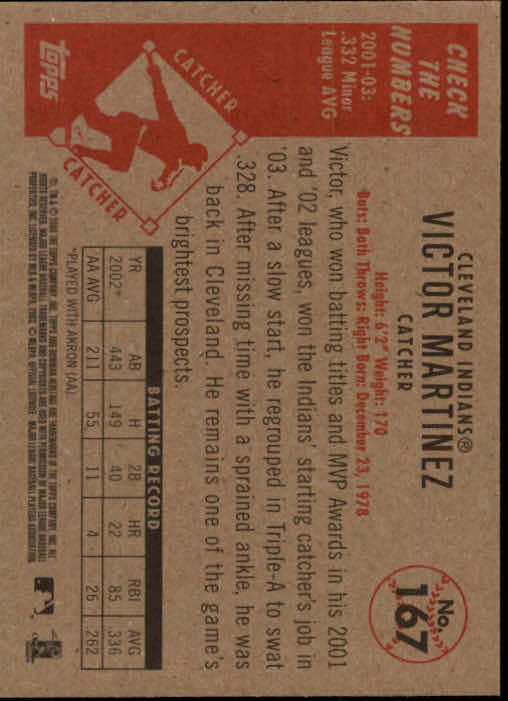 CLEVELAND INDIANS®
VICTOR MARTINEZ
CATCHER
Height: 6'2" Weight: 170
Bats: Both Throws: Right Born: December 23, 1978
No.
167
CHECK
THE
NUMBERS
2001-03:
.332 Minor
League AVG
CATCHER
CATCHER
topps
Victor, who won batting titles and MVP Awards in his 2001
and '02 leagues, won the Indians' starting catcher's job in
'03. After a slow start, he regrouped in Triple-A to swat
.328. After missing time with a sprained ankle, he was
back in Cleveland. He remains one of the game's
brightest prospects.
BATTING RECORD
YR AB H 2B HR RBI AVG
2002* 443 149 40 22 85 .336
AA AVG 211 55 11 4 26 .262
*PLAYED WITH AKRON (AA).